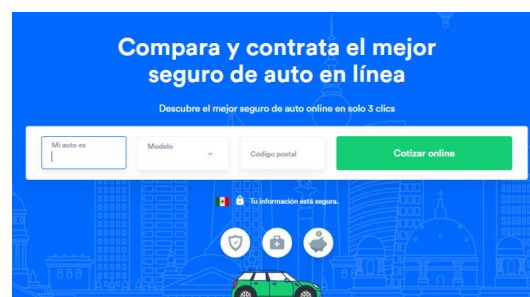 Compara y contrata el mejor
seguro de auto en línea
Descubre el mejor seguro de auto online en solo 3 clics
Mi auto es
Modelo
Codigo postal
Cotizar online
Tu información está segura.